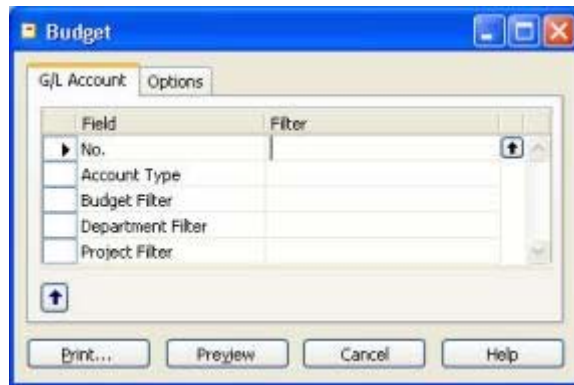 Budget
G/L Account Options
Field Filter
No.
Account Type
Budget Filter
Department Filter
Project Filter
Print... Preview Cancel Help